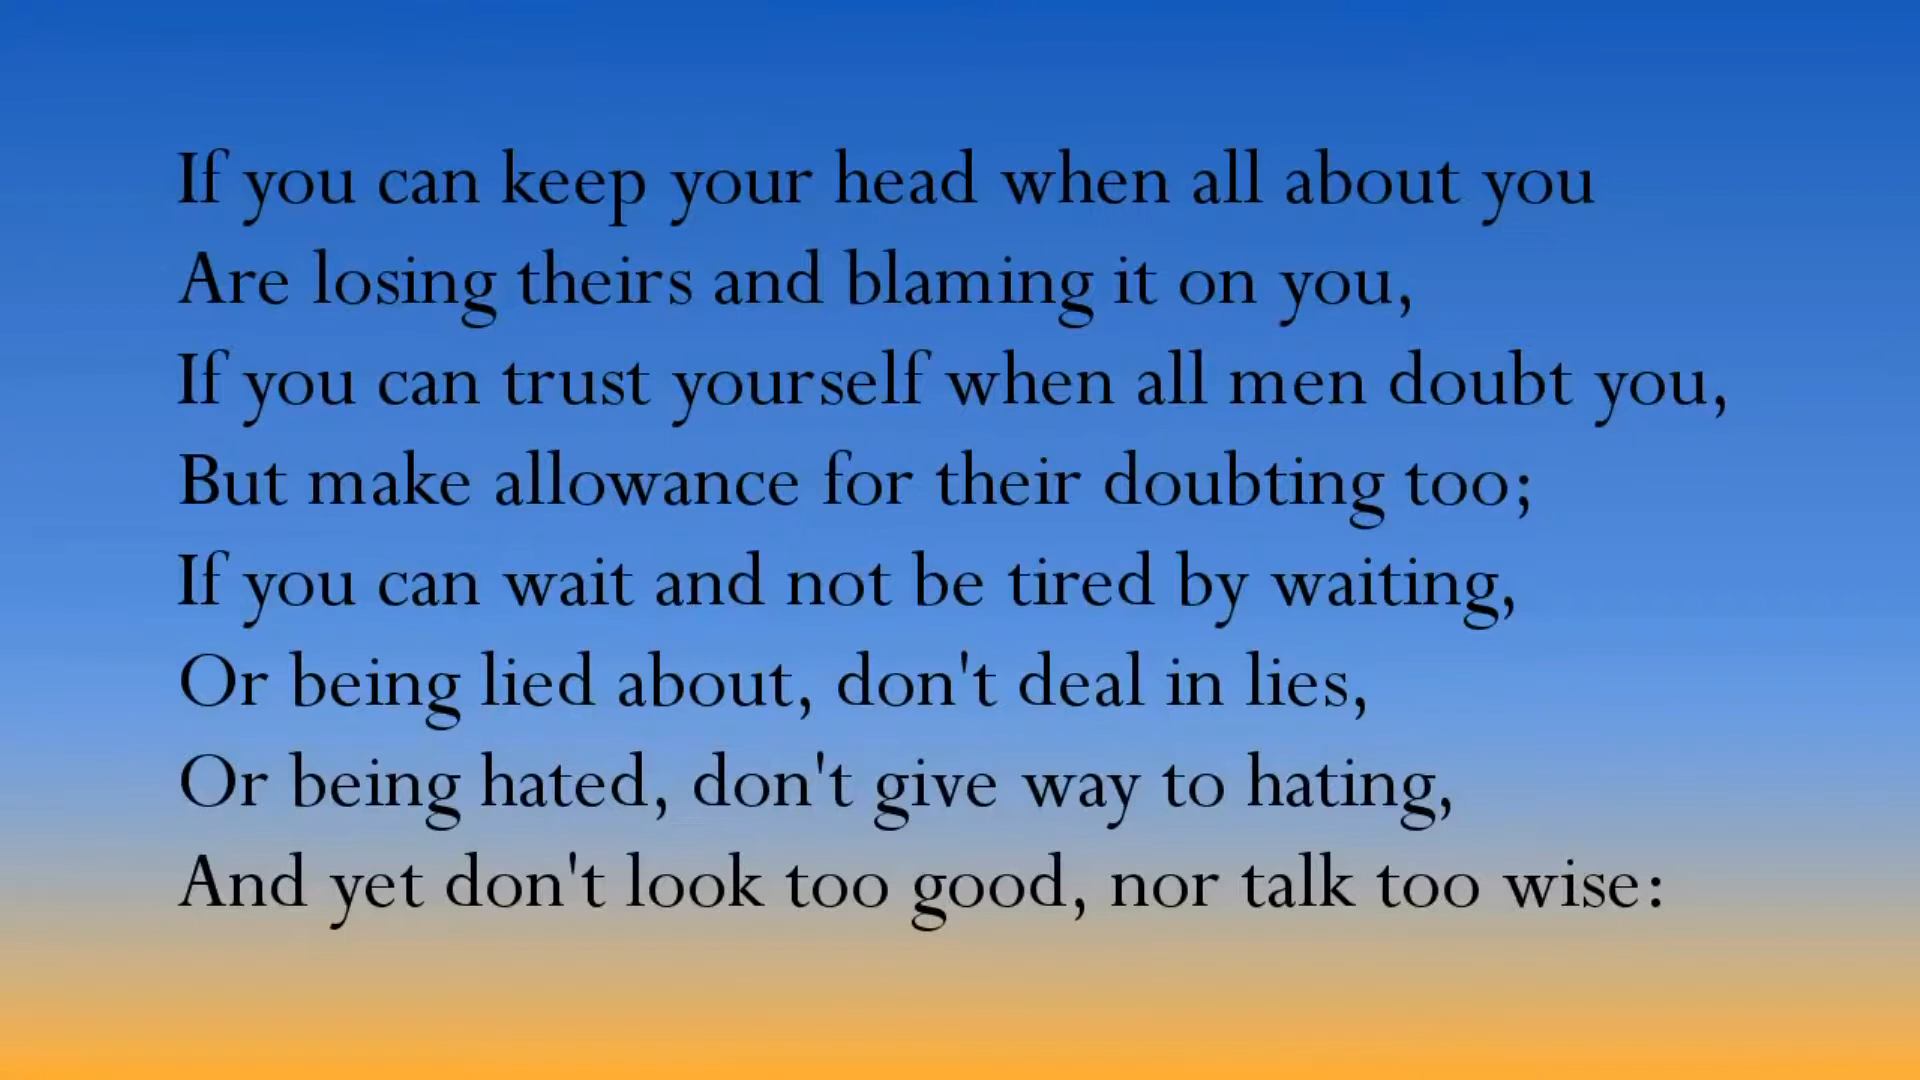 If you can keep your head when all about you
Are losing theirs and blaming it on you,
If you can trust yourself when all men doubt you,
But make allowance for their doubting too;
If you can wait and not be tired by waiting,
Or being lied about, don't deal in lies,
Or being hated, don't give way to hating,
And yet don't look too good, nor talk too wise: